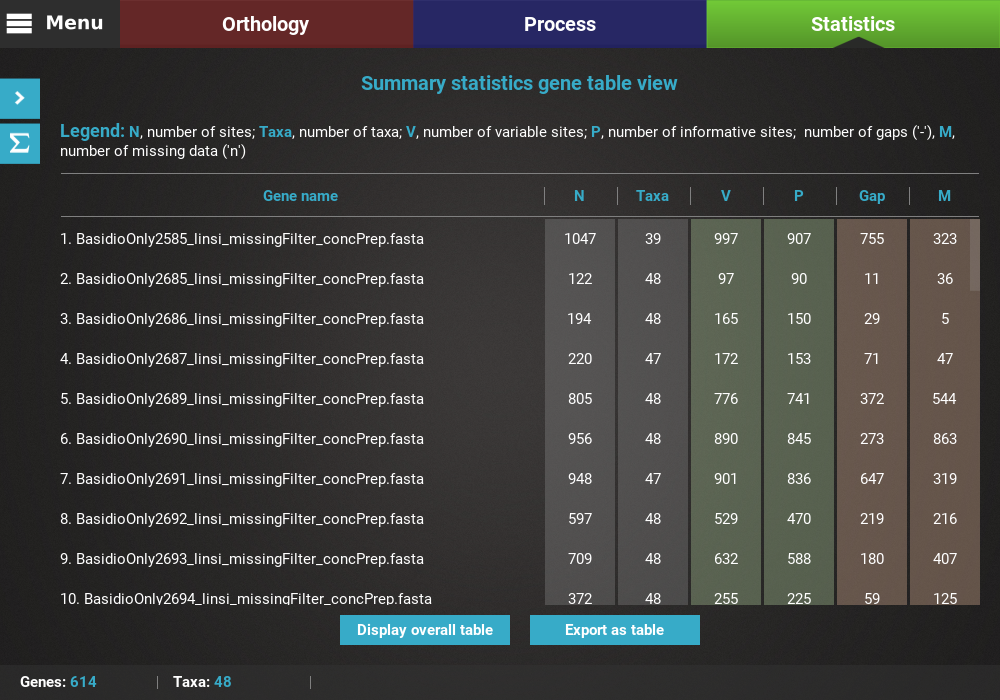 Menu Orthology Process Statistics
Summary statistics gene table view
Legend: N, number of sites; Taxa, number of taxa; V, number of variable sites; P, number of informative sites;  number of gaps ('-'), M,
number of missing data ('n')
Gene name N Taxa V P Gap M
1. BasidioOnly2585_linsi_missingFilter_concPrep.fasta 1047 39 997 907 755 323
2. BasidioOnly2685_linsi_missingFilter_concPrep.fasta 122 48 97 90 11 36
3. BasidioOnly2686_linsi_missingFilter_concPrep.fasta 194 48 165 150 29 5
4. BasidioOnly2687_linsi_missingFilter_concPrep.fasta 220 47 172 153 71 47
5. BasidioOnly2689_linsi_missingFilter_concPrep.fasta 805 48 776 741 372 544
6. BasidioOnly2690_linsi_missingFilter_concPrep.fasta 956 48 890 845 273 863
7. BasidioOnly2691_linsi_missingFilter_concPrep.fasta 948 47 901 836 647 319
8. BasidioOnly2692_linsi_missingFilter_concPrep.fasta 597 48 529 470 219 216
9. BasidioOnly2693_linsi_missingFilter_concPrep.fasta 709 48 632 588 180 407
10. BasidioOnly2694_linsi_missingFilter_concPrep.fasta 372 48 255 225 59 125
Display overall table Export as table
Genes: 614 Taxa: 48